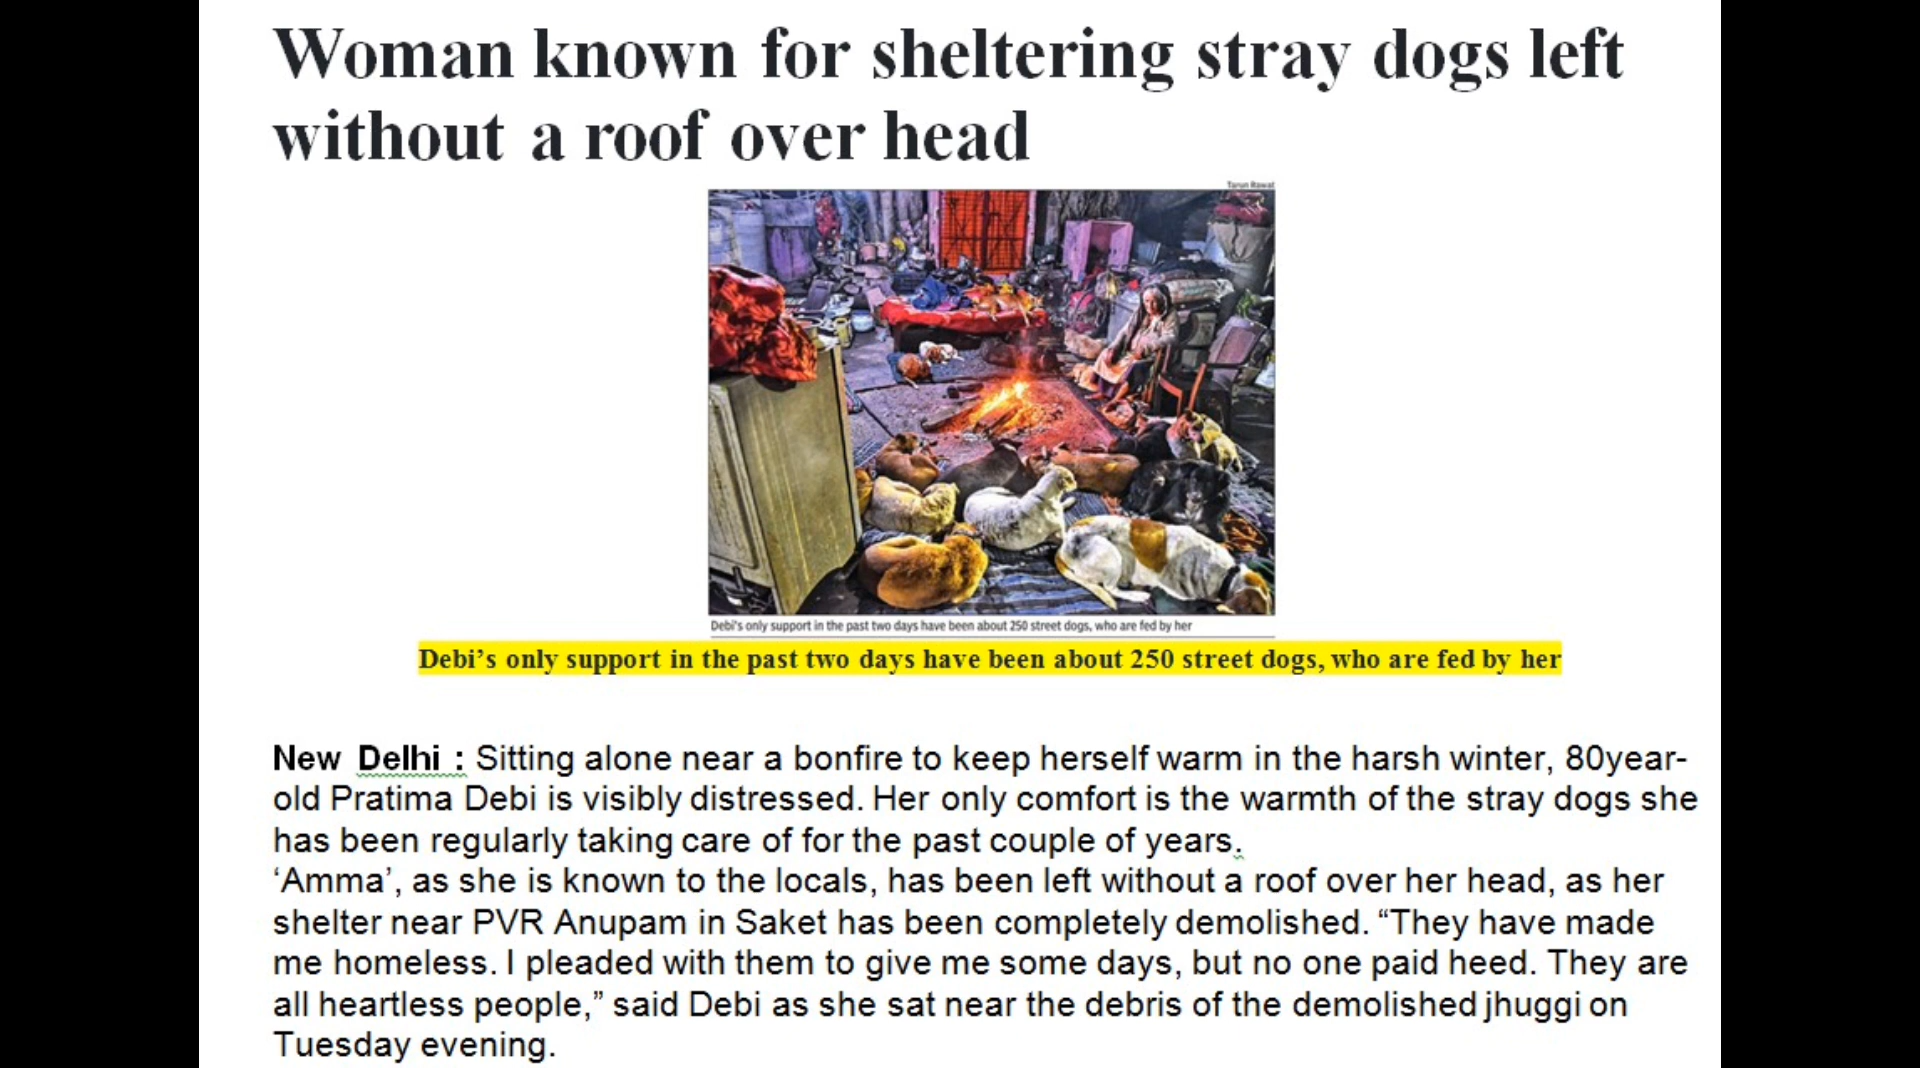 Woman known for sheltering stray dogs left
without a roof over head
Tarun Rawat
Debi's only support in the past two days have been about 250 street dogs, who are fed by her
Debi’s only support in the past two days have been about 250 street dogs, who are fed by her
New Delhi : Sitting alone near a bonfire to keep herself warm in the harsh winter, 80year-
old Pratima Debi is visibly distressed. Her only comfort is the warmth of the stray dogs she
has been regularly taking care of for the past couple of years.
‘Amma’, as she is known to the locals, has been left without a roof over her head, as her
shelter near PVR Anupam in Saket has been completely demolished. “They have made
me homeless. I pleaded with them to give me some days, but no one paid heed. They are
all heartless people,” said Debi as she sat near the debris of the demolished jhuggi on
Tuesday evening.